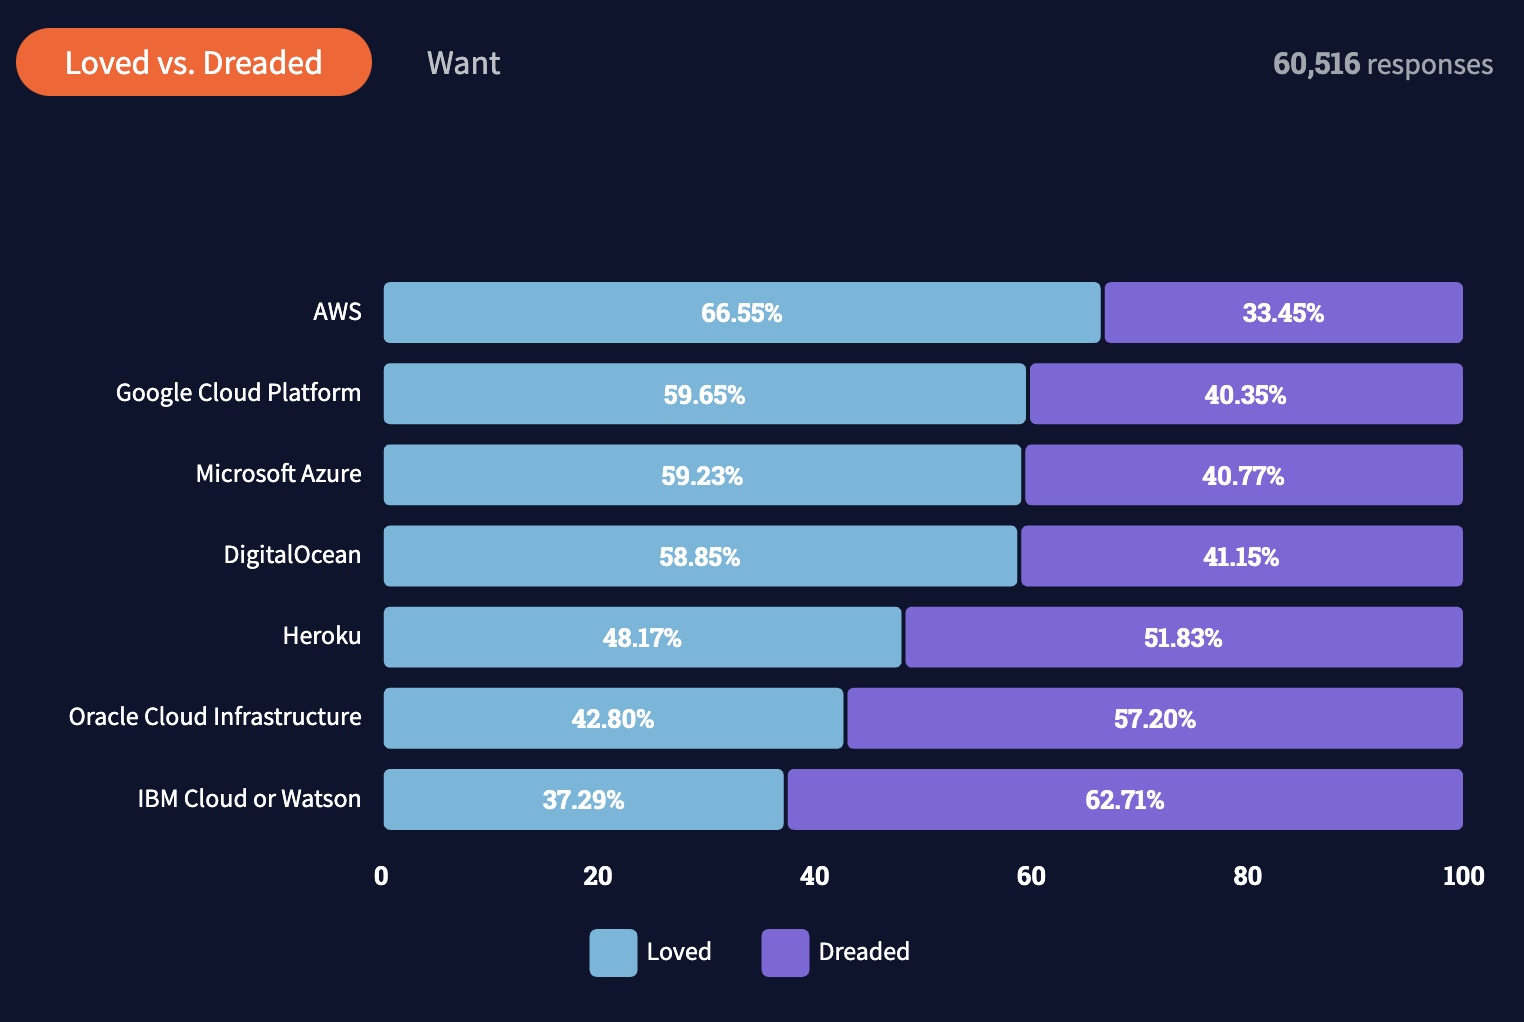 Loved vs. Dreaded Want 60,516 responses
AWS 66.55% 33.45%
Google Cloud Platform 59.65% 40.35%
Microsoft Azure 59.23% 40.77%
DigitalOcean 58.85% 41.15%
Heroku 48.17% 51.83%
Oracle Cloud Infrastructure 42.80% 57.20%
IBM Cloud or Watson 37.29% 62.71%
0 20 40 60 80 100
Loved Dreaded